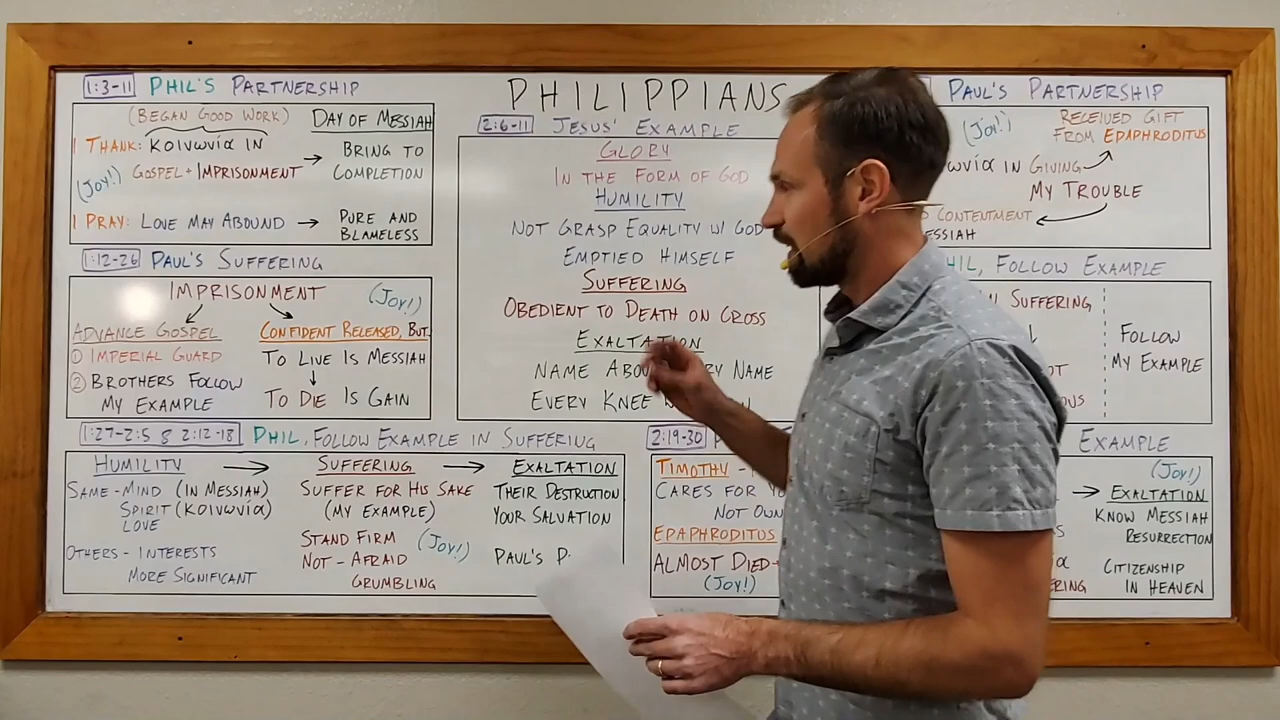 PHILIPPIANS
1:3-11 PHIL'S PARTNERSHIP
(BEGAN GOOD WORK) DAY OF MESSIAH
I THANK: Κοινωνία IN
(JOY!) GOSPEL + IMPRISONMENT → BRING TO
COMPLETION
I PRAY: LOVE MAY ABOUND → PURE AND
BLAMELESS
1:12-26 PAUL'S SUFFERING
IMPRISONMENT (JOY!)
ADVANCE GOSPEL
① IMPERIAL GUARD
② BROTHERS FOLLOW
MY EXAMPLE
CONFIDENT RELEASED, BUT
TO LIVE IS MESSIAH
↓
TO DIE IS GAIN
1:27-2:5 & 2:12-18 PHIL, FOLLOW EXAMPLE IN SUFFERING
HUMILITY →
SAME-MIND (IN MESSIAH)
SPIRIT (Κοινωνία)
LOVE
OTHERS - INTERESTS
MORE SIGNIFICANT
SUFFERING →
SUFFER FOR HIS SAKE
(MY EXAMPLE)
STAND FIRM (JOY!)
NOT - AFRAID
GRUMBLING
EXALTATION
THEIR DESTRUCTION
YOUR SALVATION
PAUL'S
2:6-11 JESUS' EXAMPLE
GLORY
IN THE FORM OF GOD
HUMILITY
NOT GRASP EQUALITY W/ GOD
EMPTIED HIMSELF
SUFFERING
OBEDIENT TO DEATH ON CROSS
EXALTATION
NAME NAME
EVERY KNEE
2:19-30
TIMOTHY -
CARES FOR
NOT OWN
EPAPHRODITUS
ALMOST DIED
(JOY!)
PAUL'S PARTNERSHIP
(JOY!) RECEIVED GIFT
FROM EPAPHRODITUS
IN GIVING
MY TROUBLE
CONTENTMENT
FOLLOW EXAMPLE
SUFFERING
FOLLOW
MY EXAMPLE
EXAMPLE
(JOY!)
→ EXALTATION
KNOW MESSIAH
RESURRECTION
CITIZENSHIP
IN HEAVEN